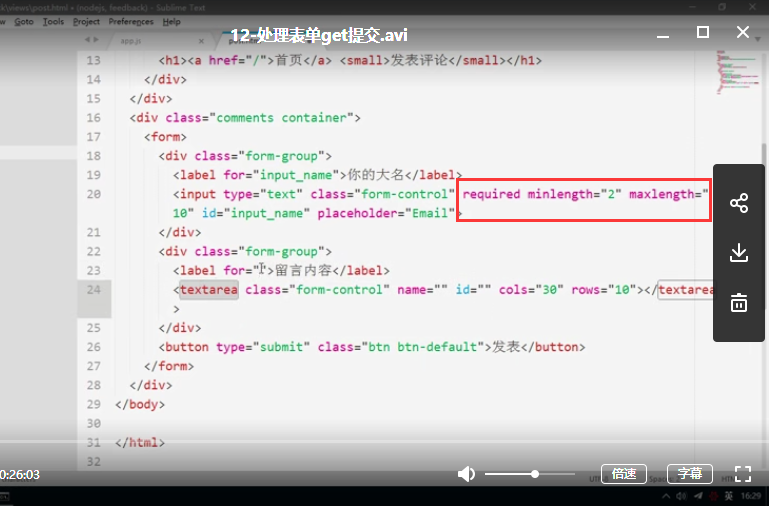 k\views\post.html • (nodejs, feedback) - Sublime Text
Goto Tools Project Preferences Help
12-处理表单get提交.avi
app.js
13 <h1><a href="/">首页</a> <small>发表评论</small></h1>
14 </div>
15 </div>
16 <div class="comments container">
17 <form>
18 <div class="form-group">
19 <label for="input_name">你的大名</label>
20 <input type="text" class="form-control" required minlength="2" maxlength="
10" id="input_name" placeholder="Email">
21 </div>
22 <div class="form-group">
23 <label for="">留言内容</label>
24 <textarea class="form-control" name="" id="" cols="30" rows="10"></textarea
>
25 </div>
26 <button type="submit" class="btn btn-default">发表</button>
27 </form>
28 </div>
29 </body>
30
31 </html>
32
0:26:03
倍速
字幕
英
16:29